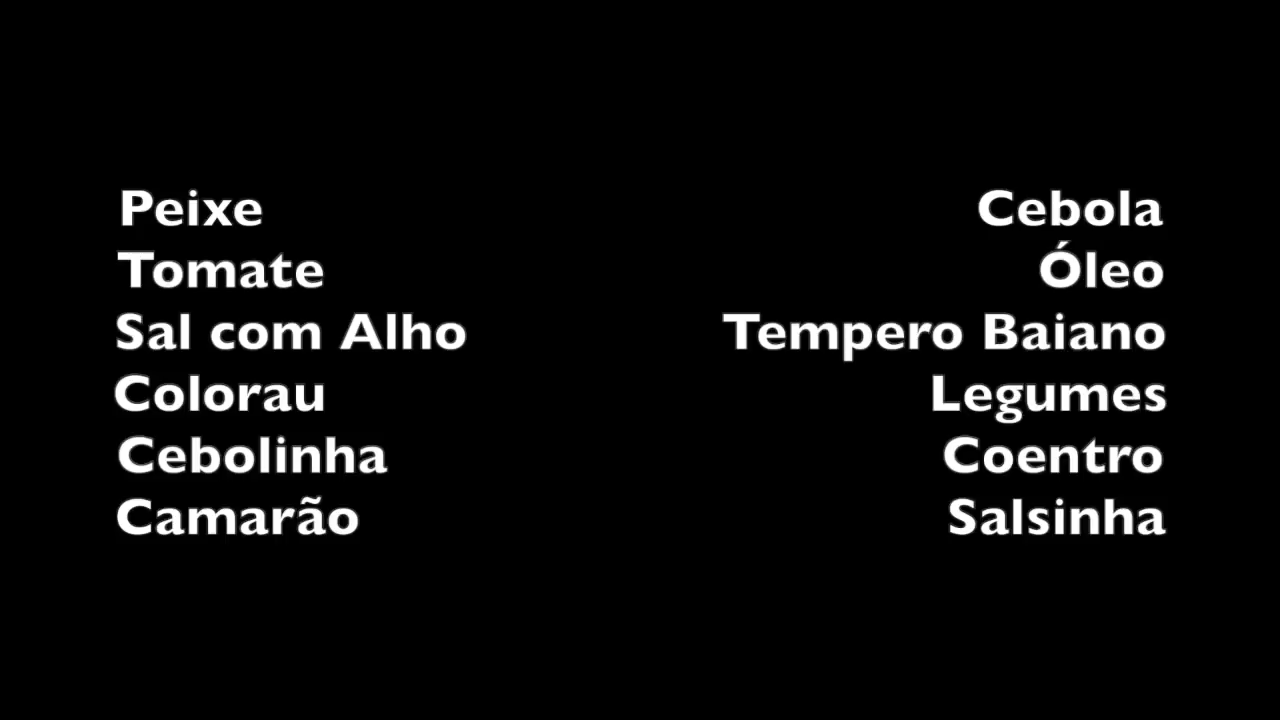 Peixe
Cebola
Tomate
Óleo
Sal com Alho
Tempero Baiano
Colorau
Legumes
Cebolinha
Coentro
Camarão
Salsinha